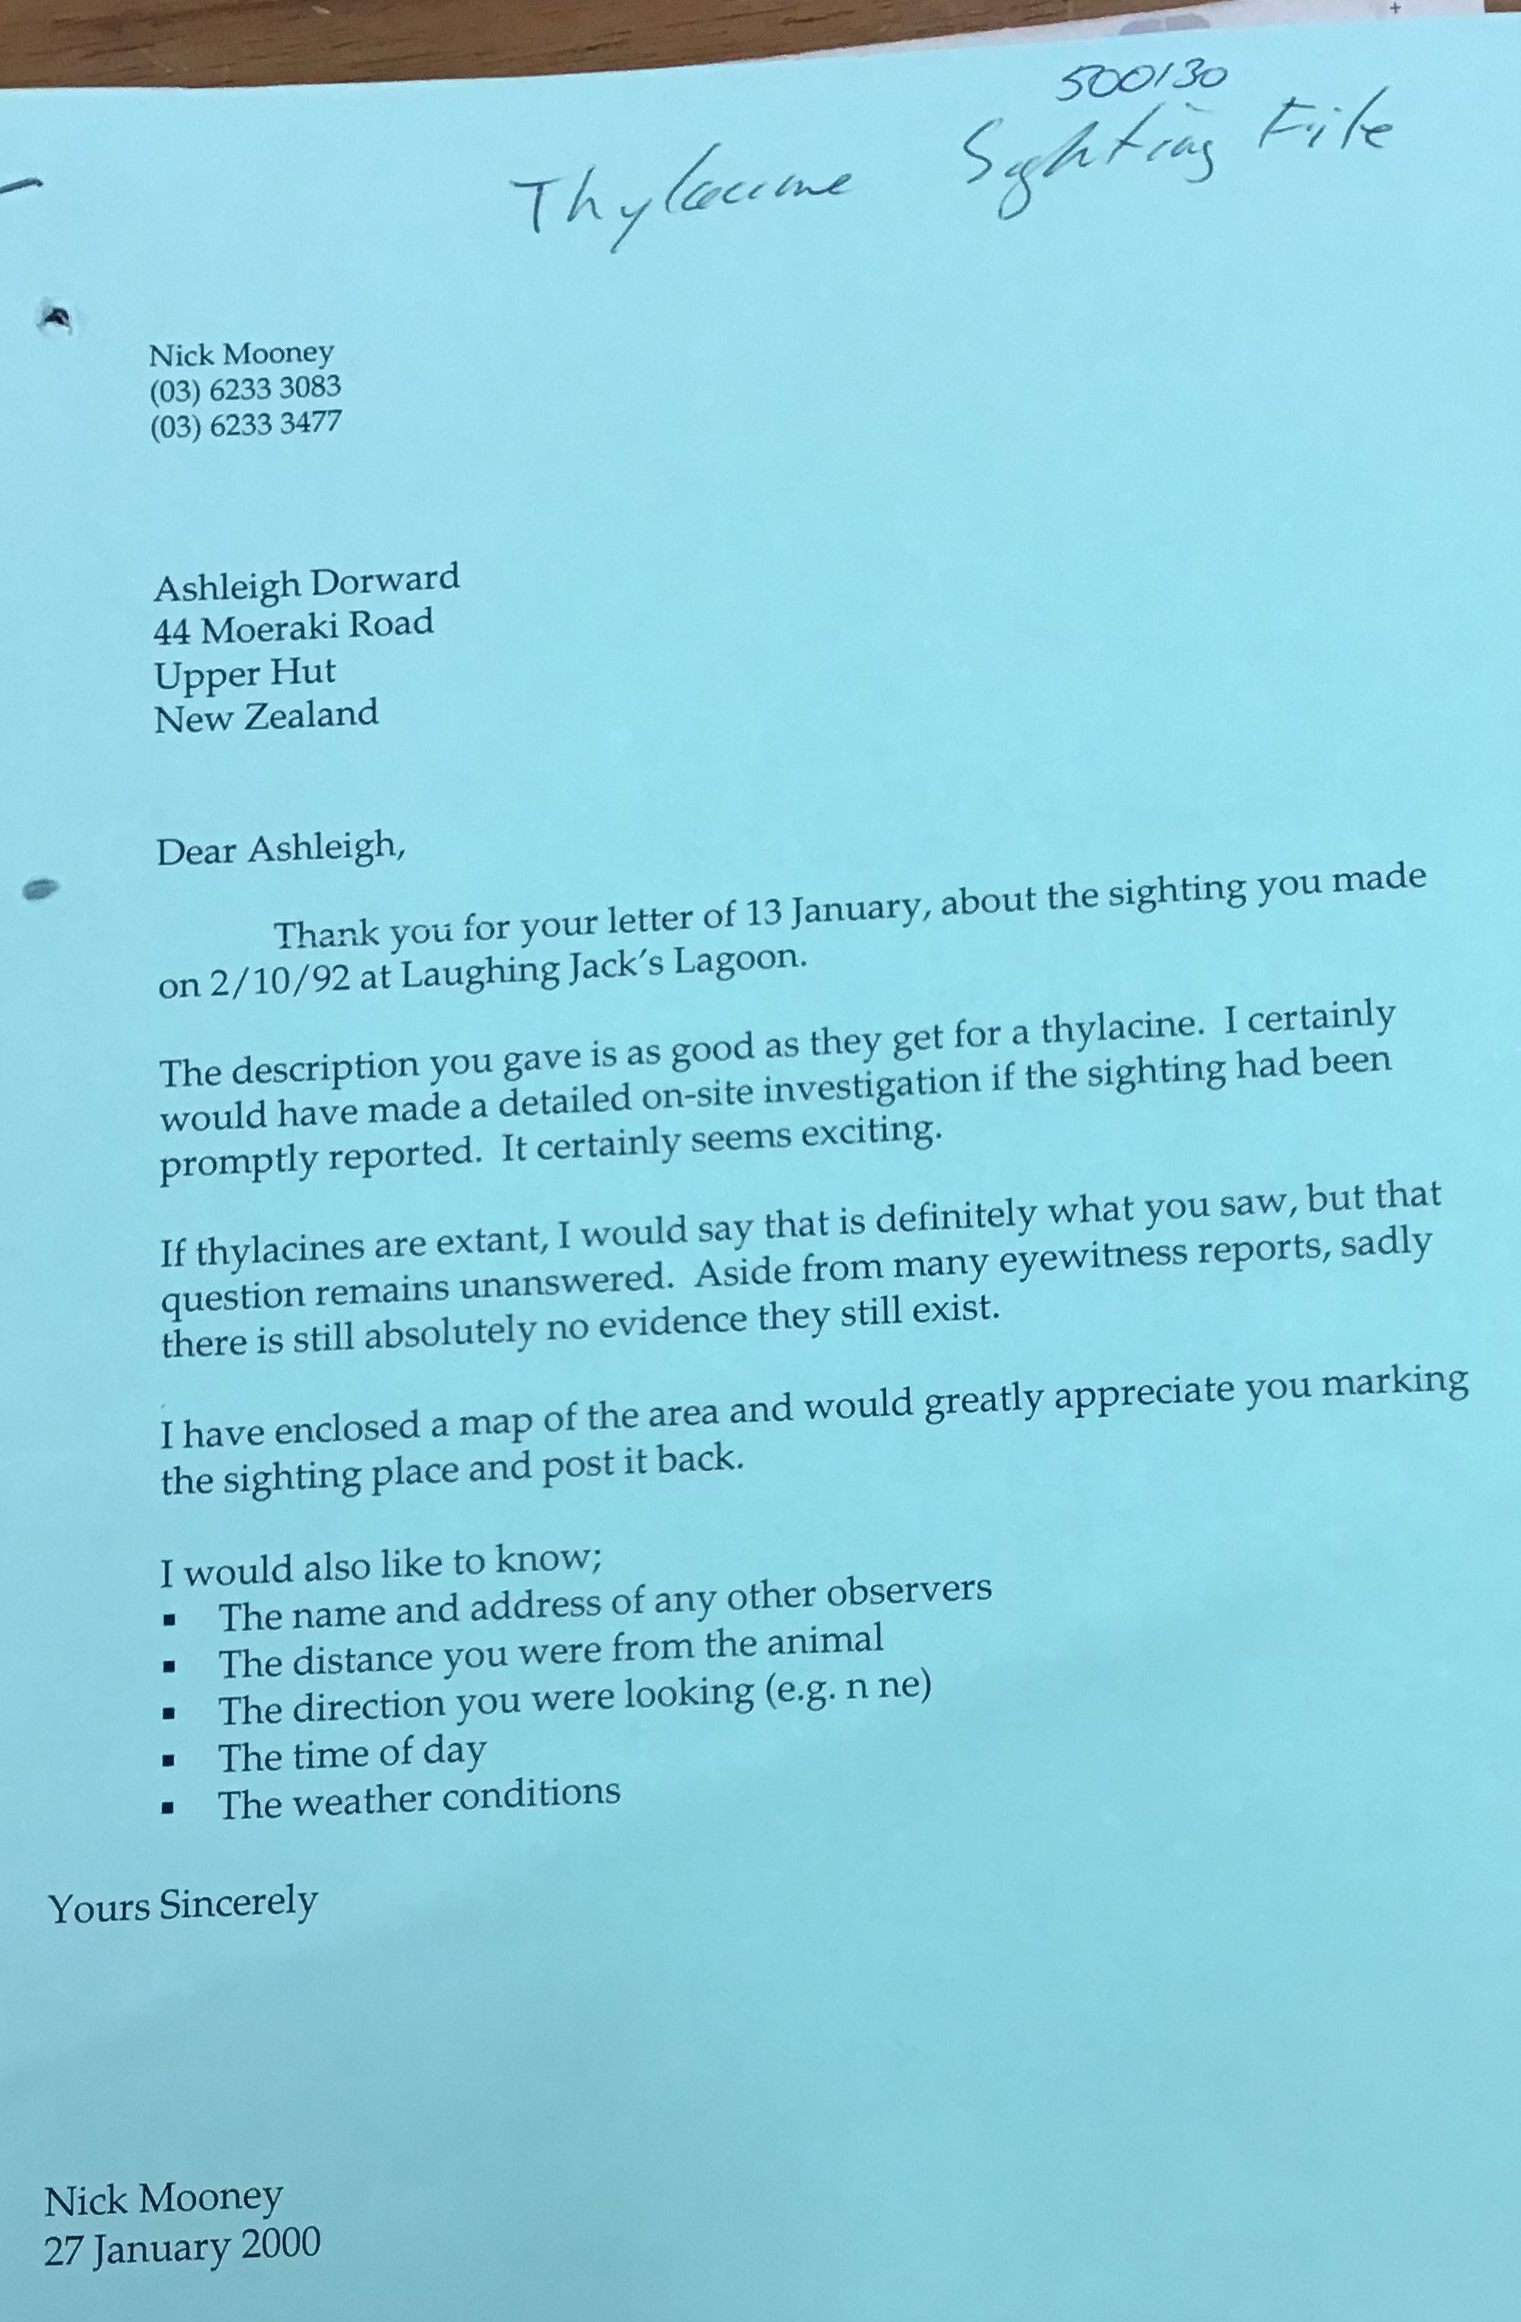 500130
Thylacine Sighting File
Nick Mooney
(03) 6233 3083
(03) 6233 3477
Ashleigh Dorward
44 Moeraki Road
Upper Hut
New Zealand
Dear Ashleigh,
Thank you for your letter of 13 January, about the sighting you made
on 2/10/92 at Laughing Jack's Lagoon.
The description you gave is as good as they get for a thylacine. I certainly
would have made a detailed on-site investigation if the sighting had been
promptly reported. It certainly seems exciting.
If thylacines are extant, I would say that is definitely what you saw, but that
question remains unanswered. Aside from many eyewitness reports, sadly
there is still absolutely no evidence they still exist.
I have enclosed a map of the area and would greatly appreciate you marking
the sighting place and post it back.
I would also like to know;
▪ The name and address of any other observers
▪ The distance you were from the animal
▪ The direction you were looking (e.g. n ne)
▪ The time of day
▪ The weather conditions
Yours Sincerely
Nick Mooney
27 January 2000